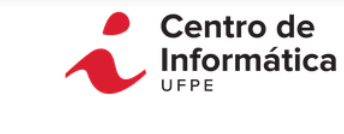 Centro de
Informática
UFPE